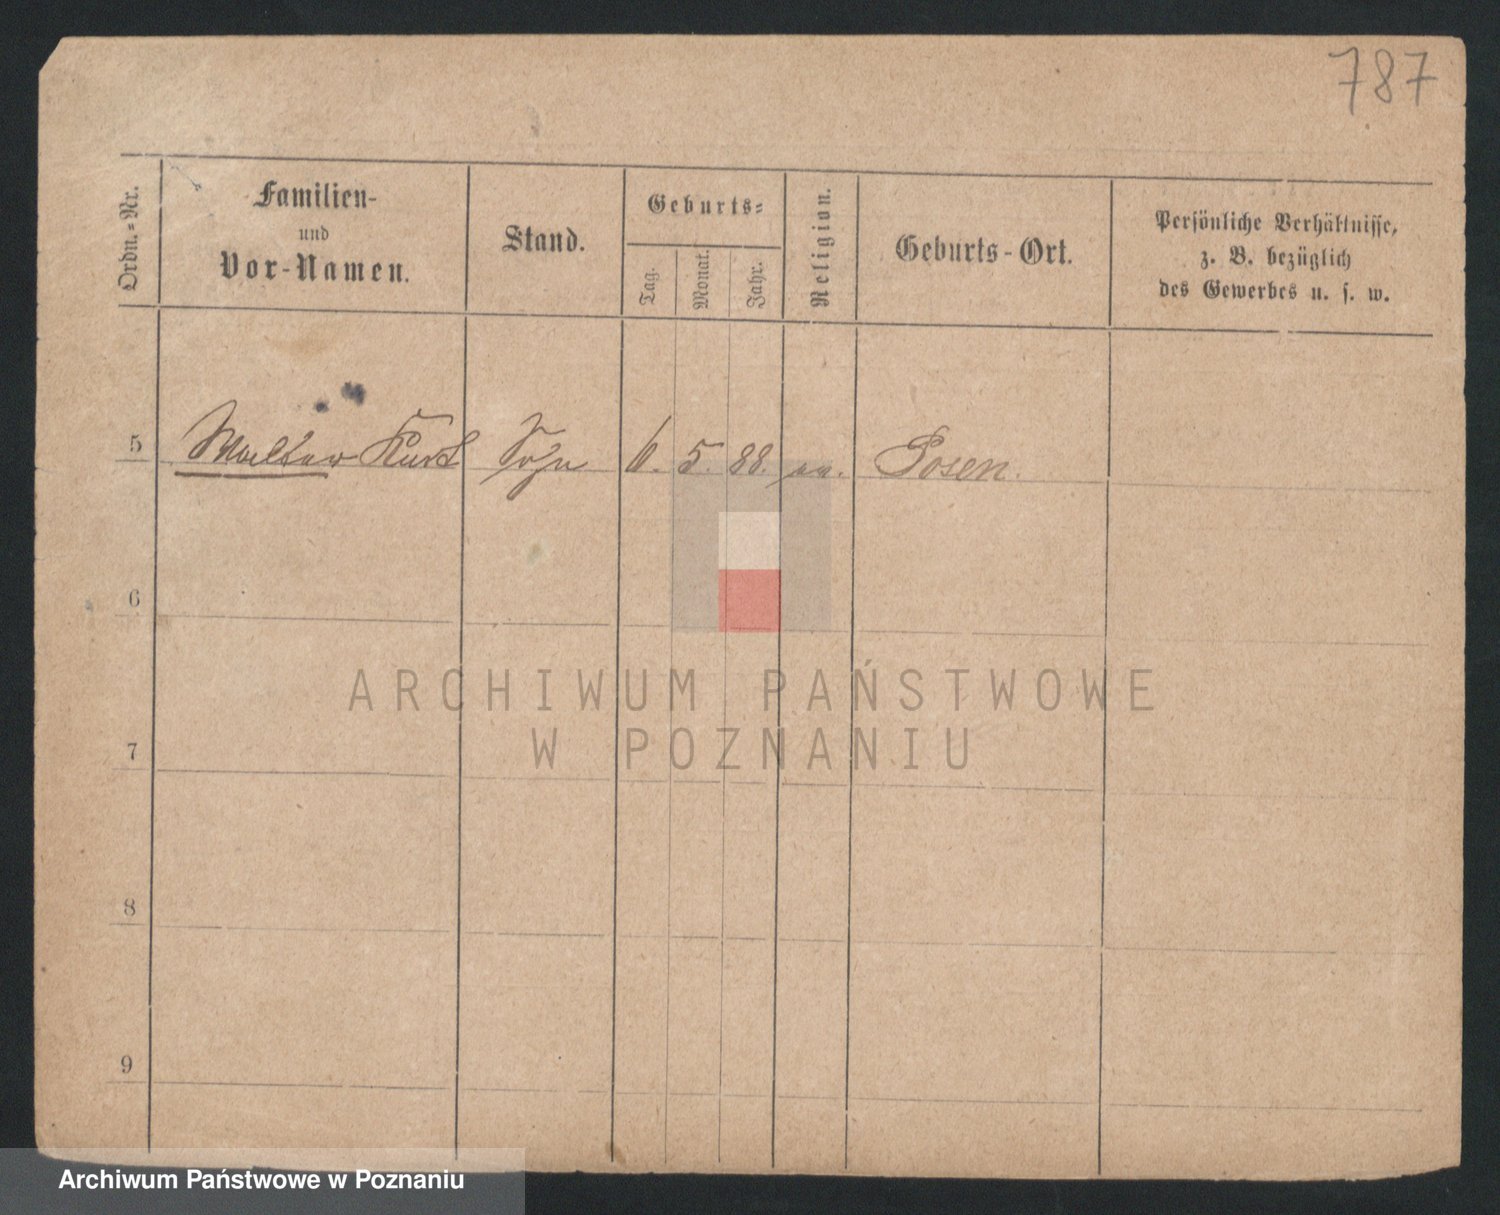 787
Ordn.-Nr.
Familien-
und
Vor-Namen.
Stand.
Geburts-
Tag.
Monat.
Jahr.
Religion.
Geburts-Ort.
Persönliche Verhältnisse,
z. B. bezüglich
des Gewerbes u. s. w.
5 Walter Kurt Sohn 6. 5. 88. Posen.
6
7
8
9
ARCHIWUM PAŃSTWOWE
W POZNANIU
Archiwum Państwowe w Poznaniu